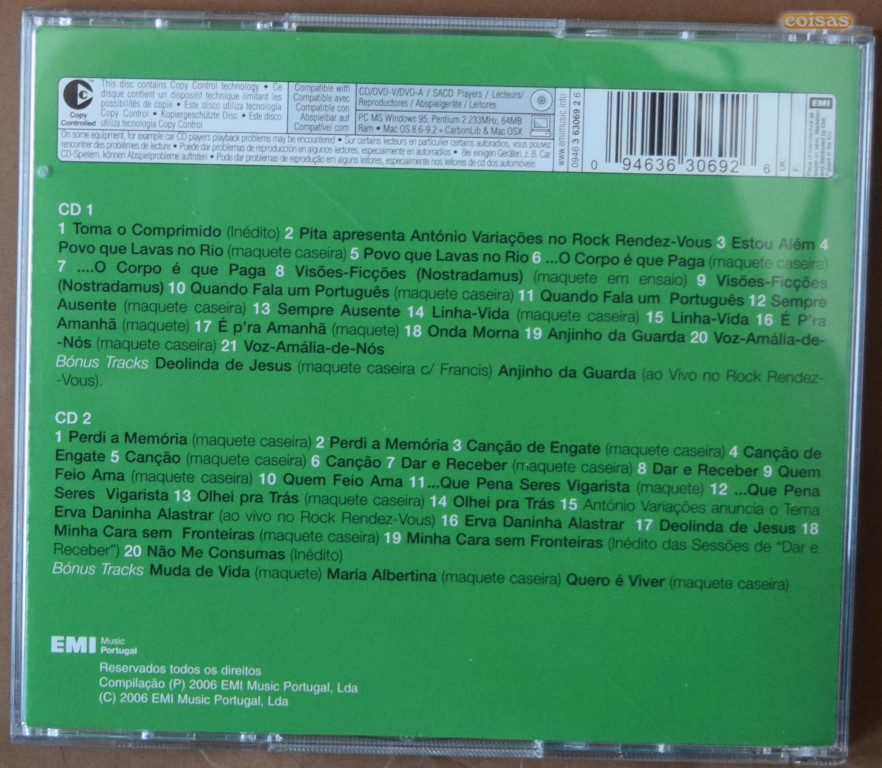 coisas
Copy
Controlled
This disc contains Copy Control technology • Ce
disque contient un dispositif technique limitant les
possibilités de copie • Este disco utiliza tecnología
Copy Control • Kopiergeschützte Disc • Este disco
utiliza tecnologia Copy Control
Compatible with
Compatible avec
Compatible con
Abspielbar auf
Compatível com
CD/DVD-V/DVD-A / SACD Players / Lecteurs/
Reproductores / Abspielgeräte / Leitores
PC MS Windows 95, Pentium 2 233MHz, 64MB
Ram • Mac OS 8.6-9.2 + CarbonLib & Mac OSX
On some equipment, for example car CD players playback problems may be encountered • Sur certains lecteurs en particulier certains autoradios, vous pouvez
rencontrer des problèmes de lecture • Puede dar problemas de reproducción en algunos lectores, especialmente en autorradios • Bei einigen Geräten, z. B. Car
CD-Spielern, können Abspielprobleme auftreten • Pode dar problemas de reprodução em alguns leitores, especialmente nos leitores de cd dos automóveis
www.emimusic.info
0946 3 63069 2 6
0 94636 30692 6
UK
F
EMI
CD 1
1 Toma o Comprimido (Inédito) 2 Pita apresenta António Variações no Rock Rendez-Vous 3 Estou Além 4
Povo que Lavas no Rio (maquete caseira) 5 Povo que Lavas no Rio 6 ...O Corpo é que Paga (maquete caseira)
7 ....O Corpo é que Paga 8 Visões-Ficções (Nostradamus) (maquete em ensaio) 9 Visões-Ficções
(Nostradamus) 10 Quando Fala um Português (maquete caseira) 11 Quando Fala um Português 12 Sempre
Ausente (maquete caseira) 13 Sempre Ausente 14 Linha-Vida (maquete caseira) 15 Linha-Vida 16 É P'ra
Amanhã (maquete) 17 É p'ra Amanhã (maquete) 18 Onda Morna 19 Anjinho da Guarda 20 Voz-Amália-de-
-Nós (maquete caseira) 21 Voz-Amália-de-Nós
Bónus Tracks Deolinda de Jesus (maquete caseira c/ Francis) Anjinho da Guarda (ao Vivo no Rock Rendez-
-Vous).
CD 2
1 Perdi a Memória (maquete caseira) 2 Perdi a Memória 3 Canção de Engate (maquete caseira) 4 Canção de
Engate 5 Canção (maquete caseira) 6 Canção 7 Dar e Receber (maquete caseira) 8 Dar e Receber 9 Quem
Feio Ama (maquete caseira) 10 Quem Feio Ama 11 ...Que Pena Seres Vigarista (maquete) 12 ...Que Pena
Seres Vigarista 13 Olhei pra Trás (maquete caseira) 14 Olhei pra Trás 15 António Variações anuncia o Tema
Erva Daninha Alastrar (ao vivo no Rock Rendez-Vous) 16 Erva Daninha Alastrar 17 Deolinda de Jesus 18
Minha Cara sem Fronteiras (maquete caseira) 19 Minha Cara sem Fronteiras (Inédito das Sessões de "Dar e
Receber") 20 Não Me Consumas (Inédito)
Bónus Tracks Muda de Vida (maquete) Maria Albertina (maquete caseira) Quero é Viver (maquete caseira)
EMI Music
Portugal
Reservados todos os direitos
Compilação (P) 2006 EMI Music Portugal, Lda
(C) 2006 EMI Music Portugal, Lda